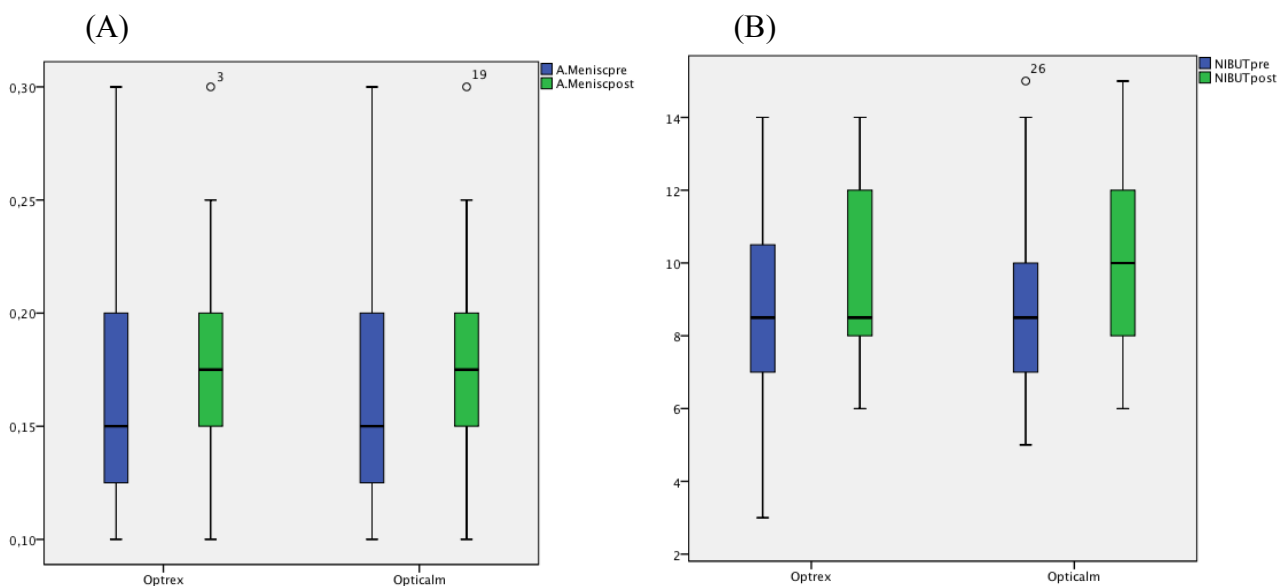 (A)
3
19
A.Meniscpre
A.Meniscpost
0,30
0,25
0,20
0,15
0,10
Optrex
Opticalm
(B)
26
NIBUTpre
NIBUTpost
14
12
10
8
6
4
2
Optrex
Opticalm